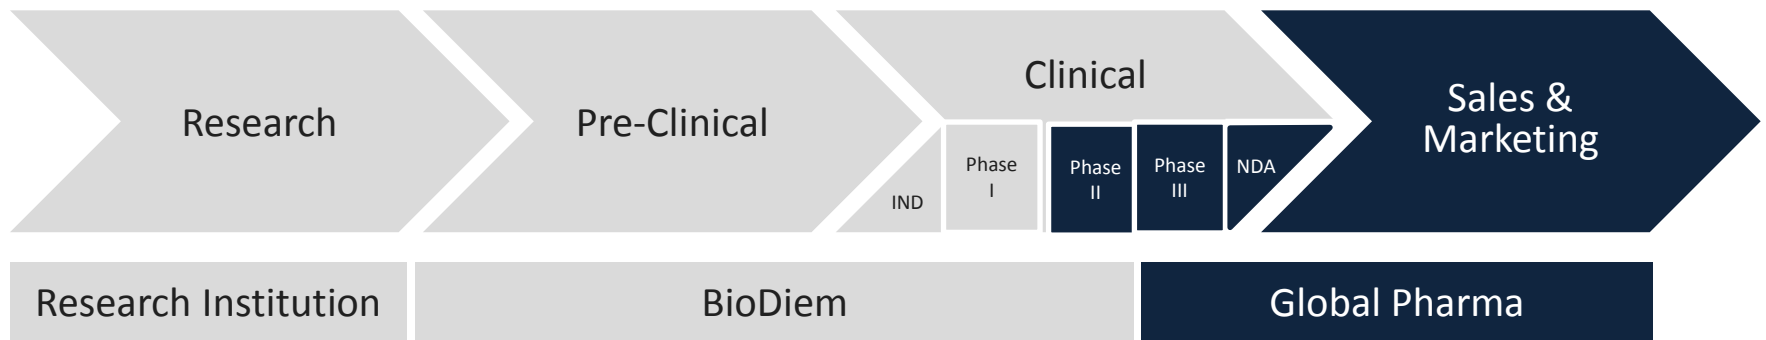 Research
Pre-Clinical
Clinical
IND
Phase
I
Phase
II
Phase
III
NDA
Sales &
Marketing
Research Institution
BioDiem
Global Pharma